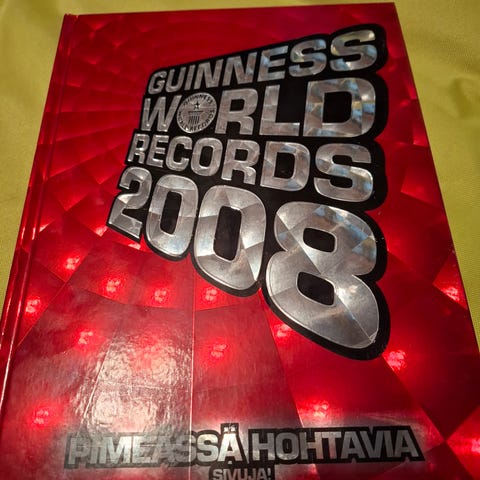 GUINNESS
WORLD
RECORDS
2008
PIMEÄSSÄ HOHTAVIA
SIVUJA!